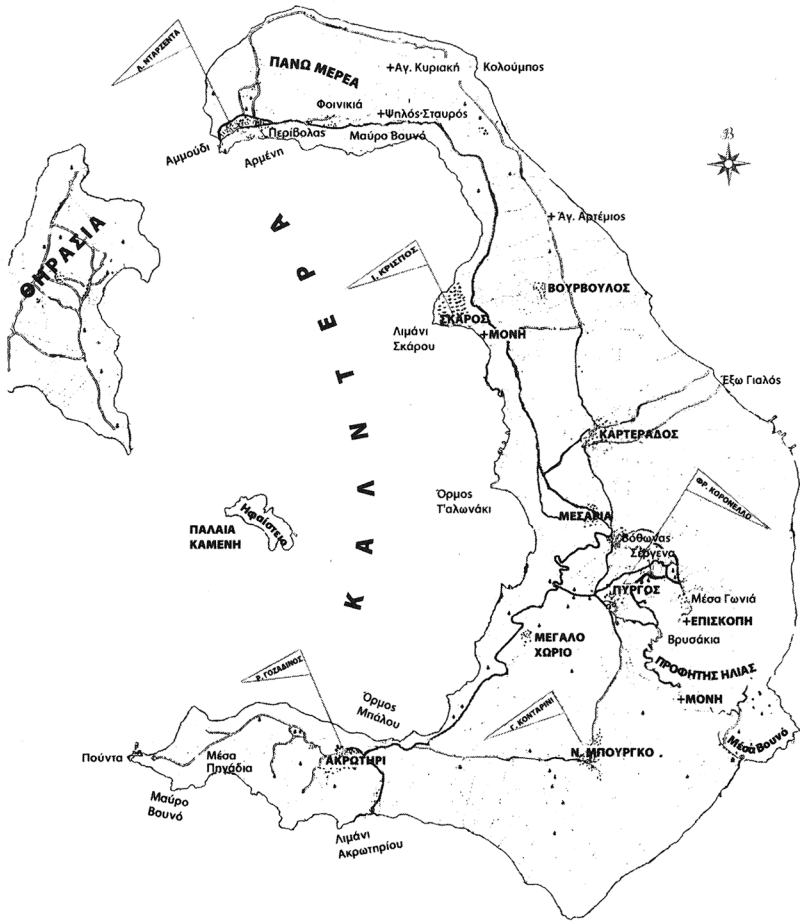 Λ. ΝΤΑΡΖΕΝΤΑ
ΠΑΝΩ ΜΕΡΕΑ
+Αγ. Κυριακή
Κολούμπος
Φοινικιά
+Ψηλός·Σταυρός
Περίβολας
Μαύρο Βουνό
Αμμούδι
Αρμένη
Β
ΘΗΡΑΣΙΑ
+ Άγ. Αρτέμιος
Ι. ΚΡΙΣΠΟΣ
ΒΟΥΡΒΟΥΛΟΣ
ΣΚΑΡΟΣ
+ΜΟΝΗ
Λιμάνι
Σκάρου
ΚΑΛΝΤΕΡΑ
Έξω Γιαλός
ΚΑΡΤΕΡΑΔΟΣ
Όρμος
Τ'αλωνάκι
ΦΡ. ΚΟΡΟΝΕΛΛΟ
ΜΕΣΑΡΙΑ
Ηφαίστειο
ΠΑΛΑΙΑ
ΚΑΜΕΝΗ
Βόθωνας
Σέργενα
ΠΥΡΓΟΣ
Μέσα Γωνιά
+ΕΠΙΣΚΟΠΗ
Βρυσάκια
ΜΕΓΑΛΟ
ΧΩΡΙΟ
ΠΡΟΦΗΤΗΣ ΗΛΙΑΣ
+ΜΟΝΗ
Ρ. ΓΟΖΑΔΙΝΟΣ
Όρμος
Μπάλου
Γ. ΚΟΝΤΑΡΙΝΙ
Μέσα Βουνό
Ν. ΜΠΟΥΡΓΚΟ
Πούντα
Μέσα
Πηγάδια
ΑΚΡΩΤΗΡΙ
Μαύρο
Βουνό
Λιμάνι
Ακρωτηρίου